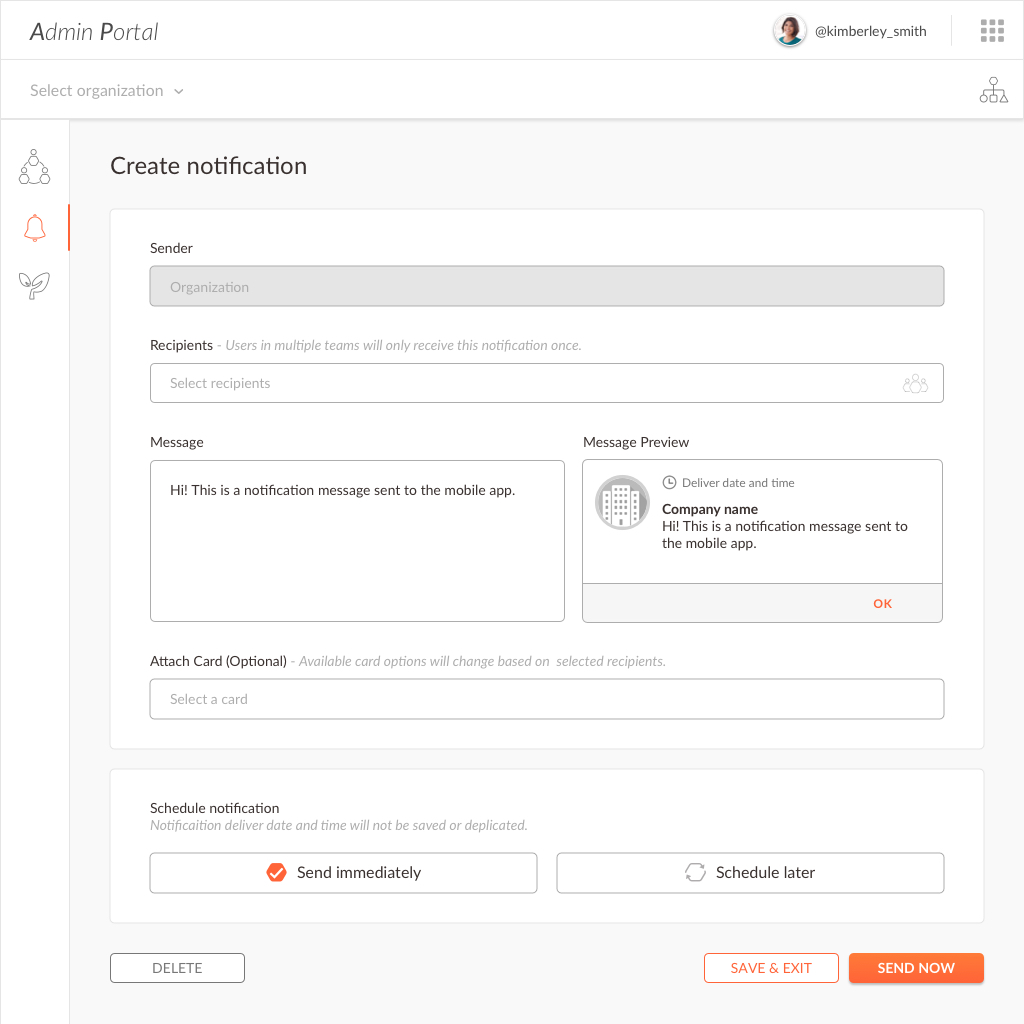 Admin Portal
@kimberley_smith
Select organization
Create notification
Sender
Organization
Recipients - Users in multiple teams will only receive this notification once.
Select recipients
Message
Hi! This is a notification message sent to the mobile app.
Message Preview
Deliver date and time
Company name
Hi! This is a notification message sent to
the mobile app.
OK
Attach Card (Optional) - Available card options will change based on selected recipients.
Select a card
Schedule notification
Notificaition deliver date and time will not be saved or deplicated.
Send immediately
Schedule later
DELETE
SAVE & EXIT
SEND NOW